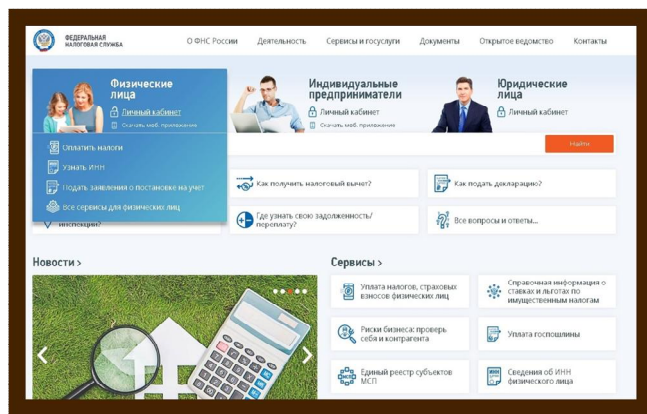 ФЕДЕРАЛЬНАЯ
НАЛОГОВАЯ СЛУЖБА
О ФНС России
Деятельность
Сервисы и госуслуги
Документы
Открытое ведомство
Контакты
Физические
лица
Личный кабинет
Скачать моб. приложение
Индивидуальные
предприниматели
Личный кабинет
Скачать моб. приложение
Юридические
лица
Личный кабинет
Оплатить налоги
Узнать ИНН
Подать заявления о постановке на учет
Все сервисы для физических лиц
Найти
Как получить налоговый вычет?
Как подать декларацию?
инспекции?
Где узнать свою задолженность/
переплату?
Все вопросы и ответы...
Новости >
Сервисы >
Уплата налогов, страховых
взносов физических лиц
Справочная информация о
ставках и льготах по
имущественным налогам
Риски бизнеса: проверь
себя и контрагента
Уплата госпошлины
Единый реестр субъектов
МСП
Сведения об ИНН
физического лица